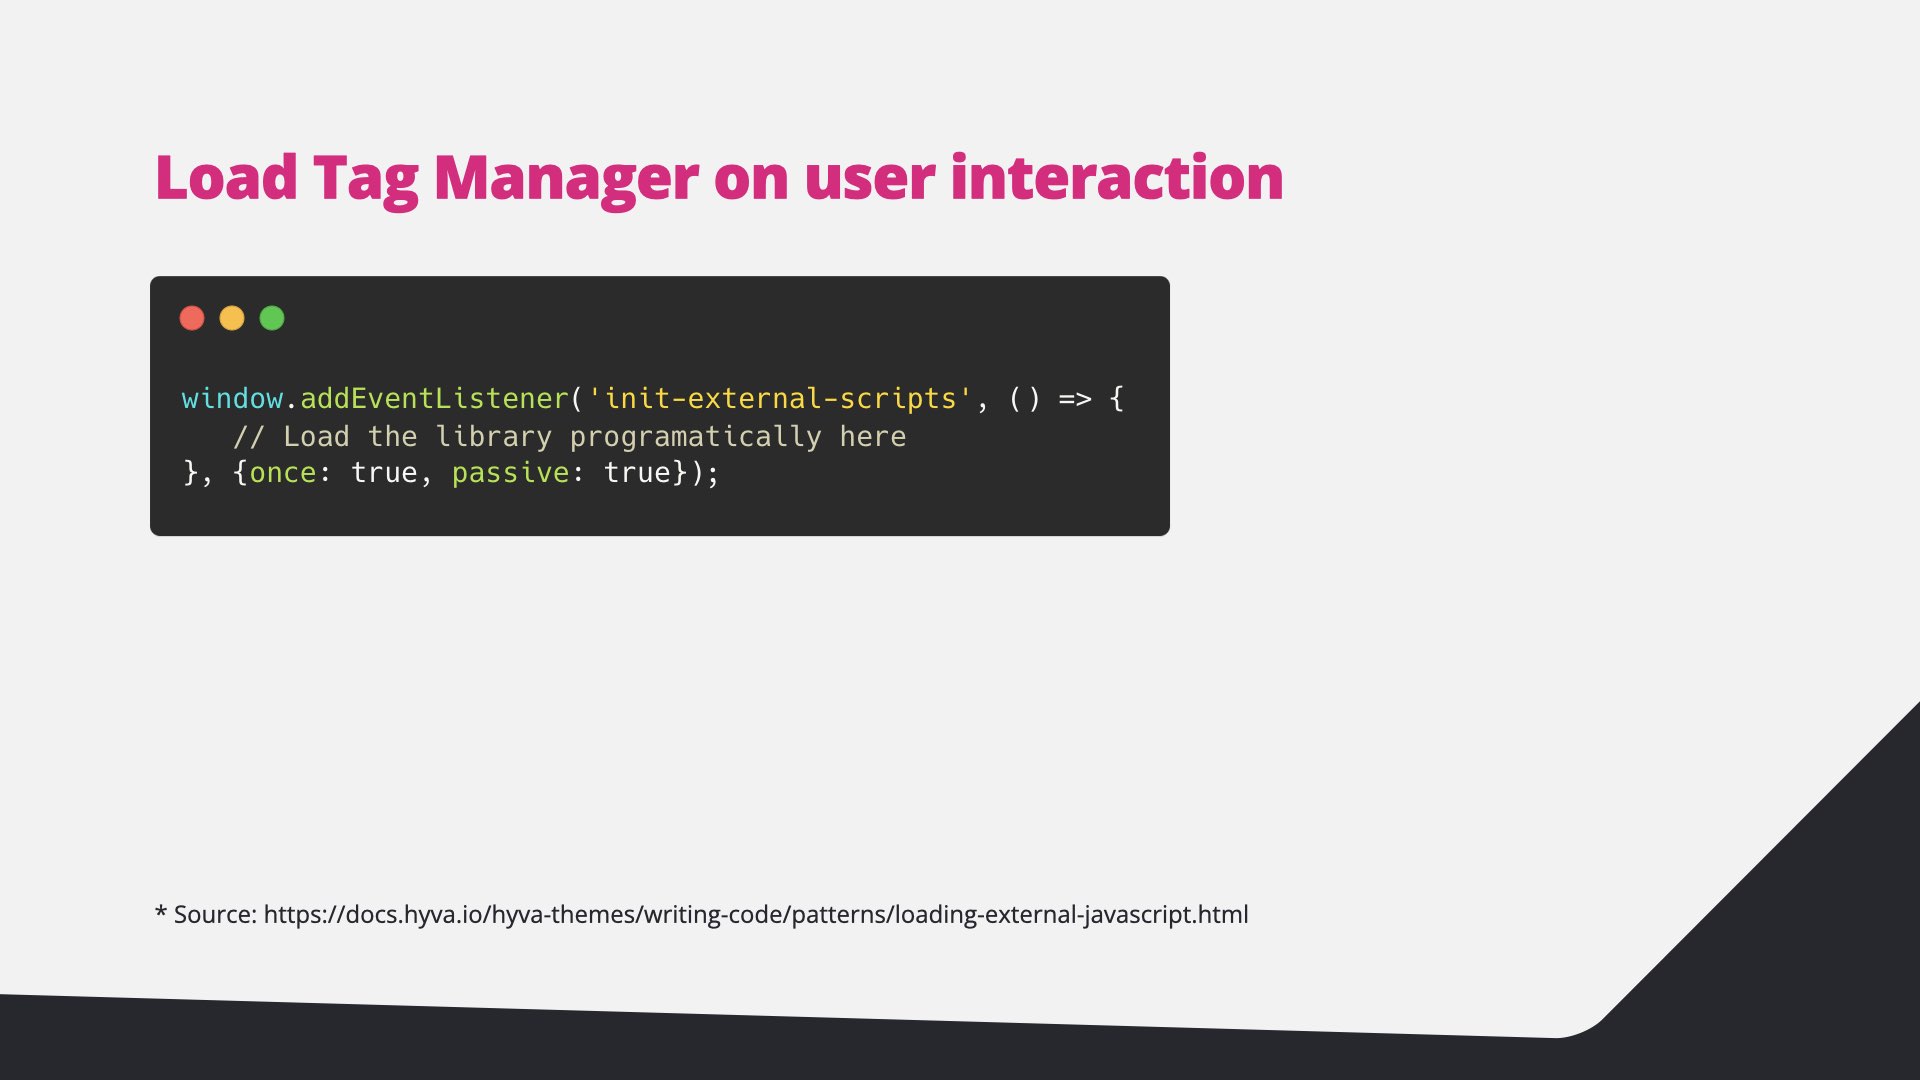 Load Tag Manager on user interaction
window.addEventListener('init-external-scripts', () => {
   // Load the library programatically here
}, {once: true, passive: true});
* Source: https://docs.hyva.io/hyva-themes/writing-code/patterns/loading-external-javascript.html